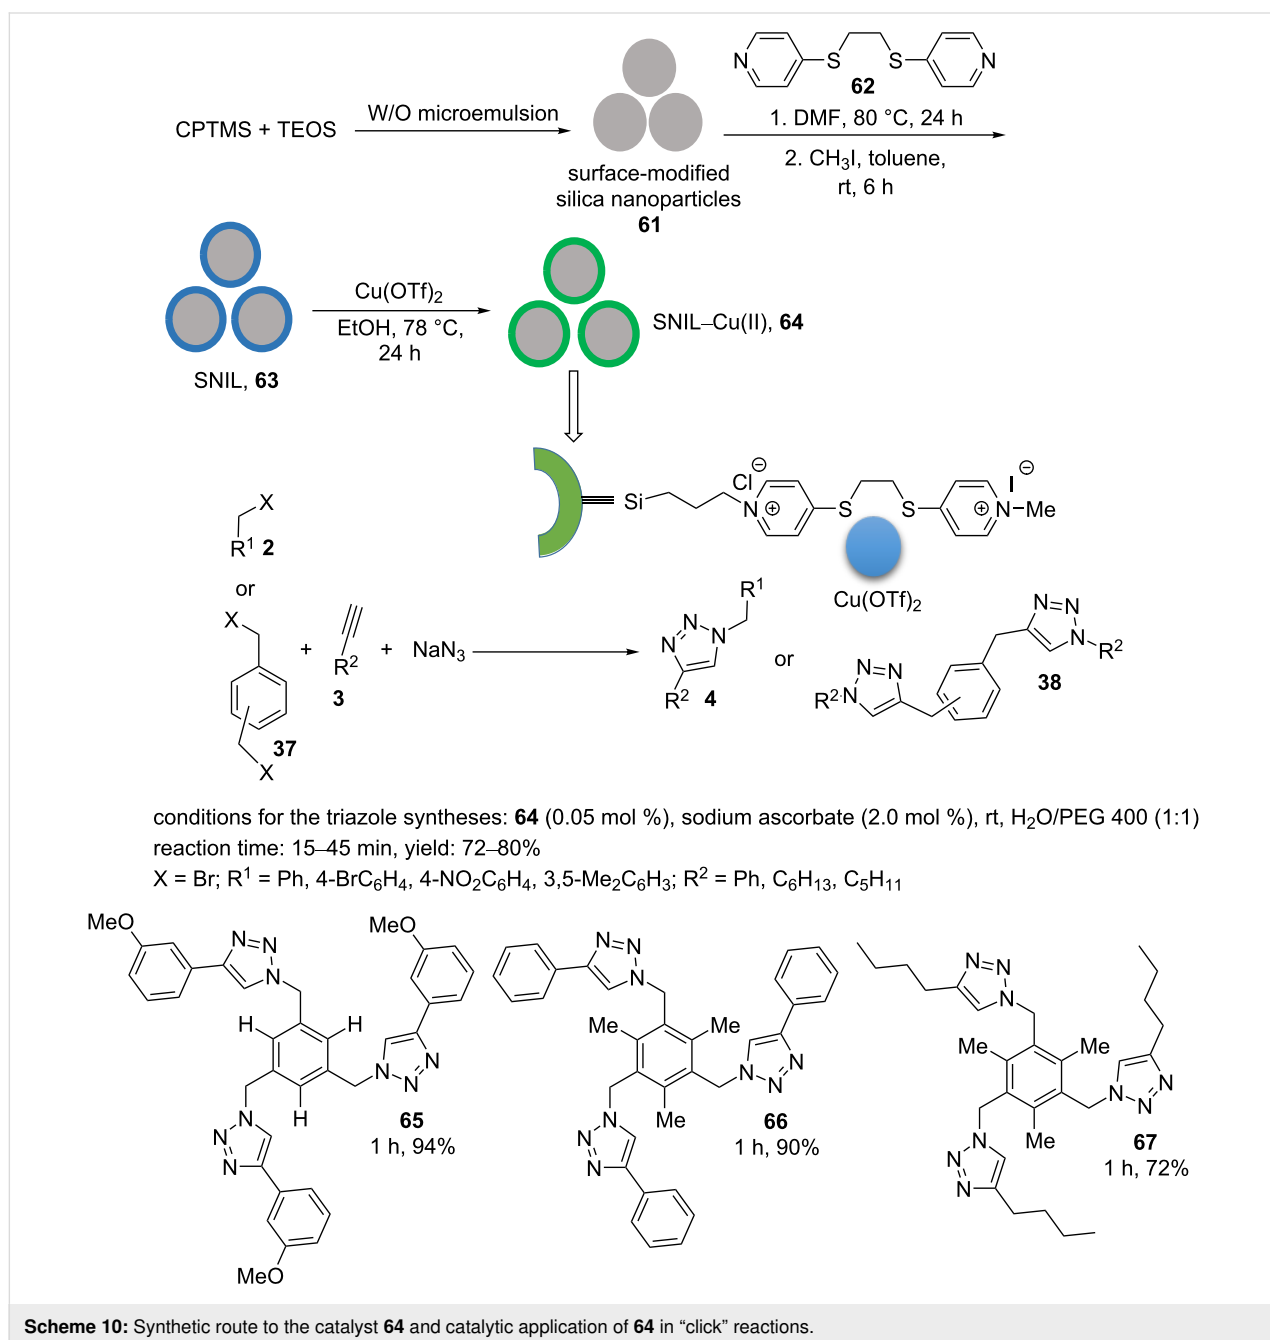 CPTMS + TEOS
W/O microemulsion
surface-modified
silica nanoparticles
61
N
S
S
N
62
1. DMF, 80 °C, 24 h
2. CH₃I, toluene,
rt, 6 h
SNIL, 63
Cu(OTf)₂
EtOH, 78 °C,
24 h
SNIL–Cu(II), 64
Si
Cl ⊖
N
+
S
S
+
N
Me
I ⊖
Cu(OTf)₂
X
R¹ 2
or
X
37
X
+
R²
3
+
NaN₃
R¹
N
N
N
R² 4
or
N
N
N
R²
N
N
N
R²
38
conditions for the triazole syntheses: 64 (0.05 mol %), sodium ascorbate (2.0 mol %), rt, H₂O/PEG 400 (1:1)
reaction time: 15–45 min, yield: 72–80%
X = Br; R¹ = Ph, 4-BrC₆H₄, 4-NO₂C₆H₄, 3,5-Me₂C₆H₃; R² = Ph, C₆H₁₃, C₅H₁₁
MeO
N
N
N
MeO
H
H
H
N
N
N
N
N
N
MeO
65
1 h, 94%
N
N
N
Me
Me
Me
N
N
N
N
N
N
66
1 h, 90%
N
N
N
Me
Me
Me
N
N
N
N
N
N
67
1 h, 72%
Scheme 10: Synthetic route to the catalyst 64 and catalytic application of 64 in “click” reactions.